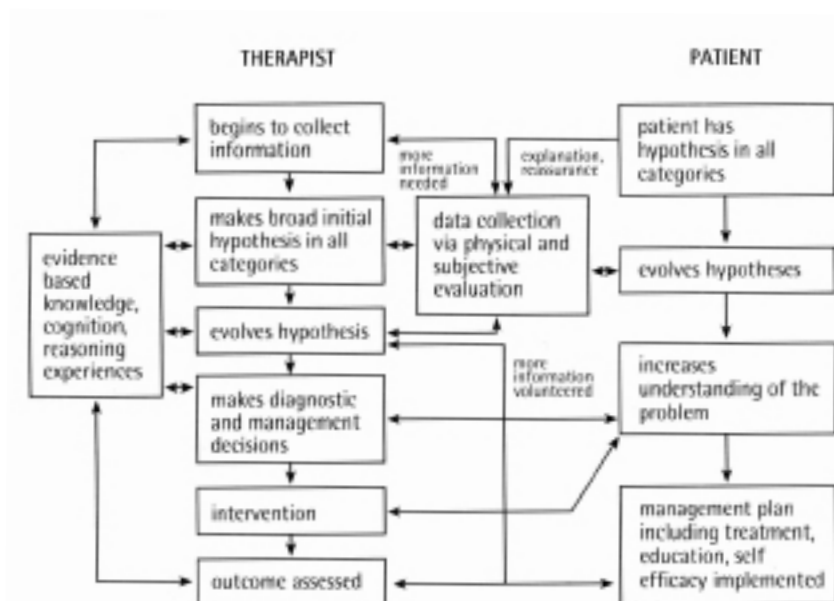 THERAPIST
PATIENT
begins to collect
information
more
information
needed
explanation,
reassurance
patient has
hypothesis in all
categories
makes broad initial
hypothesis in all
categories
data collection
via physical and
subjective
evaluation
evidence
based
knowledge,
cognition,
reasoning
experiences
evolves hypotheses
evolves hypothesis
more
information
volunteered
increases
understanding of the
problem
makes diagnostic
and management
decisions
intervention
management plan
including treatment,
education, self
efficacy implemented
outcome assessed